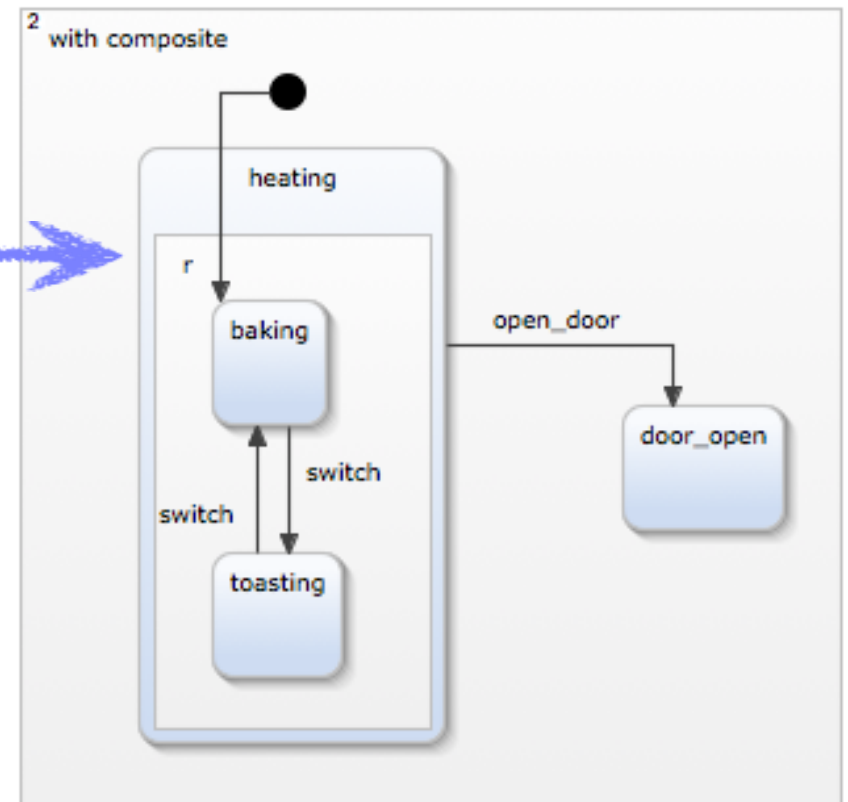 2
with composite
heating
r
baking
open_door
door_open
switch
switch
toasting